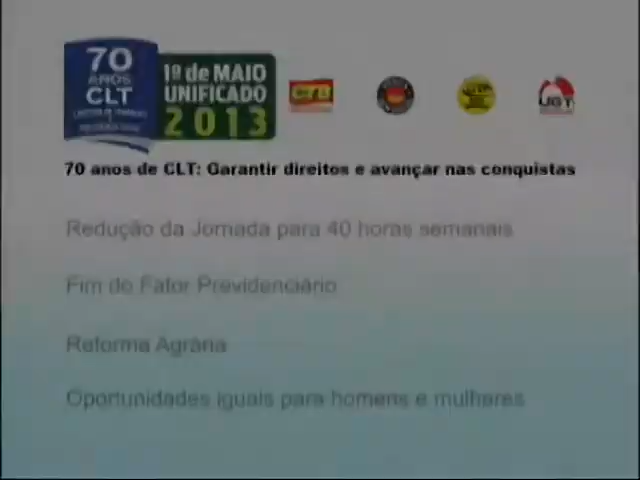 70
ANOS
CLT
1º de MAIO
UNIFICADO
2013
UGT
70 anos de CLT: Garantir direitos e avançar nas conquistas
Redução da Jornada para 40 horas semanais
Fim do Fator Previdenciário
Reforma Agrária
Oportunidades iguais para homens e mulheres